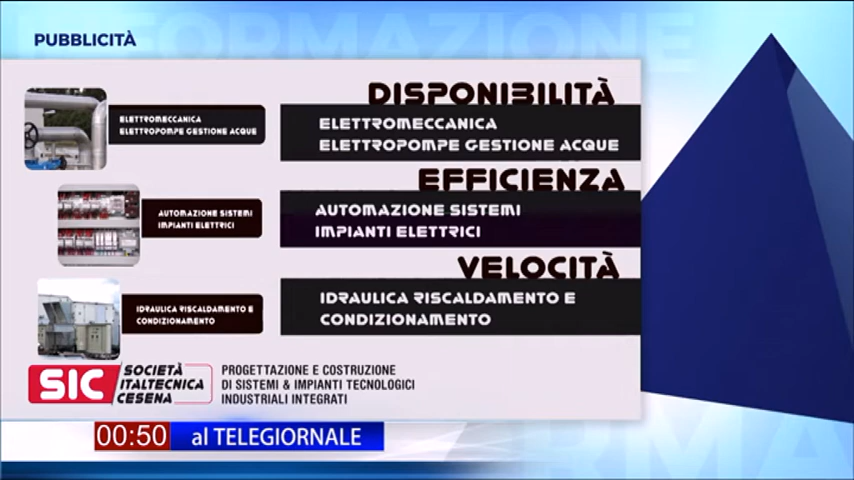 INFORMAZIONE
PUBBLICITÀ
DISPONIBILITÀ
ELETTROMECCANICA
ELETTROPOMPE GESTIONE ACQUE
ELETTROMECCANICA
ELETTROPOMPE GESTIONE ACQUE
EFFICIENZA
AUTOMAZIONE SISTEMI
IMPIANTI ELETTRICI
AUTOMAZIONE SISTEMI
IMPIANTI ELETTRICI
VELOCITÀ
IDRAULICA RISCALDAMENTO E
CONDIZIONAMENTO
IDRAULICA RISCALDAMENTO E
CONDIZIONAMENTO
SIC
SOCIETÀ
ITALTECNICA
CESENA
PROGETTAZIONE E COSTRUZIONE
DI SISTEMI & IMPIANTI TECNOLOGICI
INDUSTRIALI INTEGRATI
00:50 al TELEGIORNALE
RMA